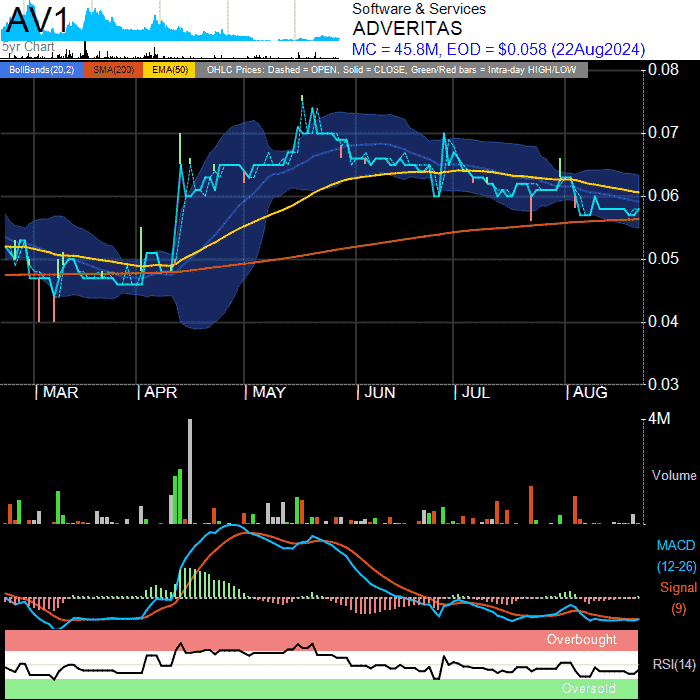 AV1
5yr Chart
Software & Services
ADVERITAS
MC = 45.8M, EOD = $0.058 (22Aug2024)
BollBands(20,2) SMA(200) EMA(50) OHLC Prices: Dashed = OPEN, Solid = CLOSE, Green/Red bars = Intra-day HIGH/LOW
0.08
0.07
0.06
0.05
0.04
0.03
| MAR | APR | MAY | JUN | JUL | AUG
4M
Volume
MACD
(12-26)
Signal
(9)
Overbought
RSI(14)
Oversold